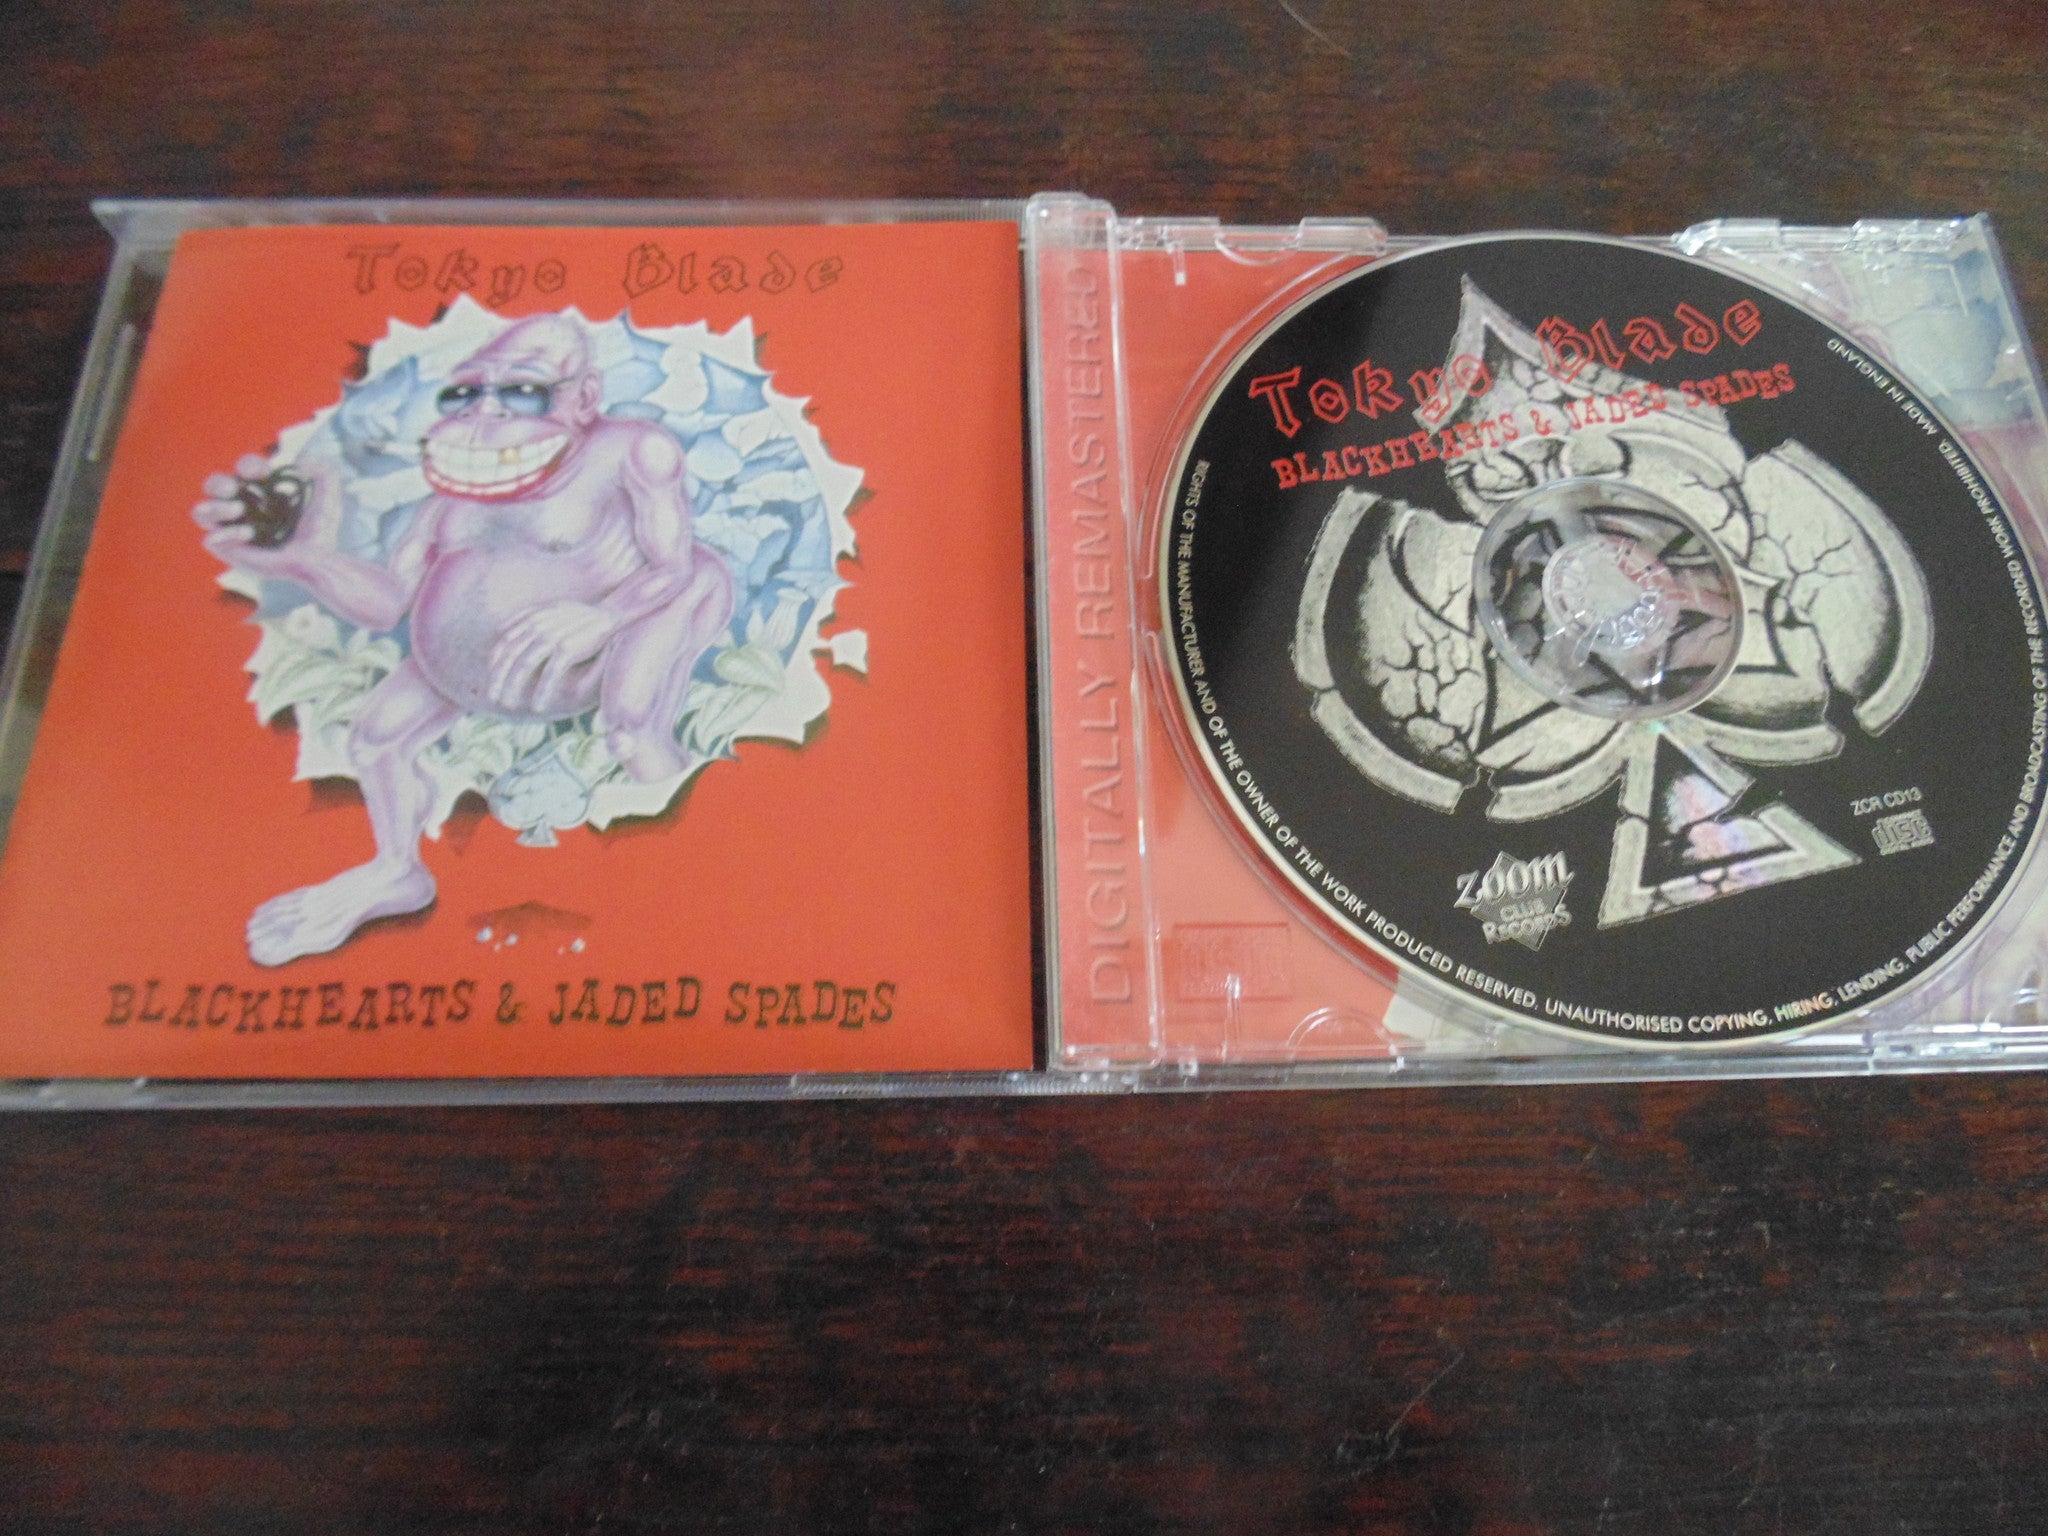 Tokyo Blade
BLACKHEARTS & JADED SPADES
DIGITALLY REMASTERED
Tokyo Blade
BLACKHEARTS & JADED SPADES
ZCR CD13
zoom
CLUB
RECORDS
RIGHTS OF THE MANUFACTURER AND OF THE OWNER OF THE WORK PRODUCED RESERVED. UNAUTHORISED COPYING, HIRING, LENDING, PUBLIC PERFORMANCE AND BROADCASTING OF THE RECORDED WORK PROHIBITED. MADE IN ENGLAND